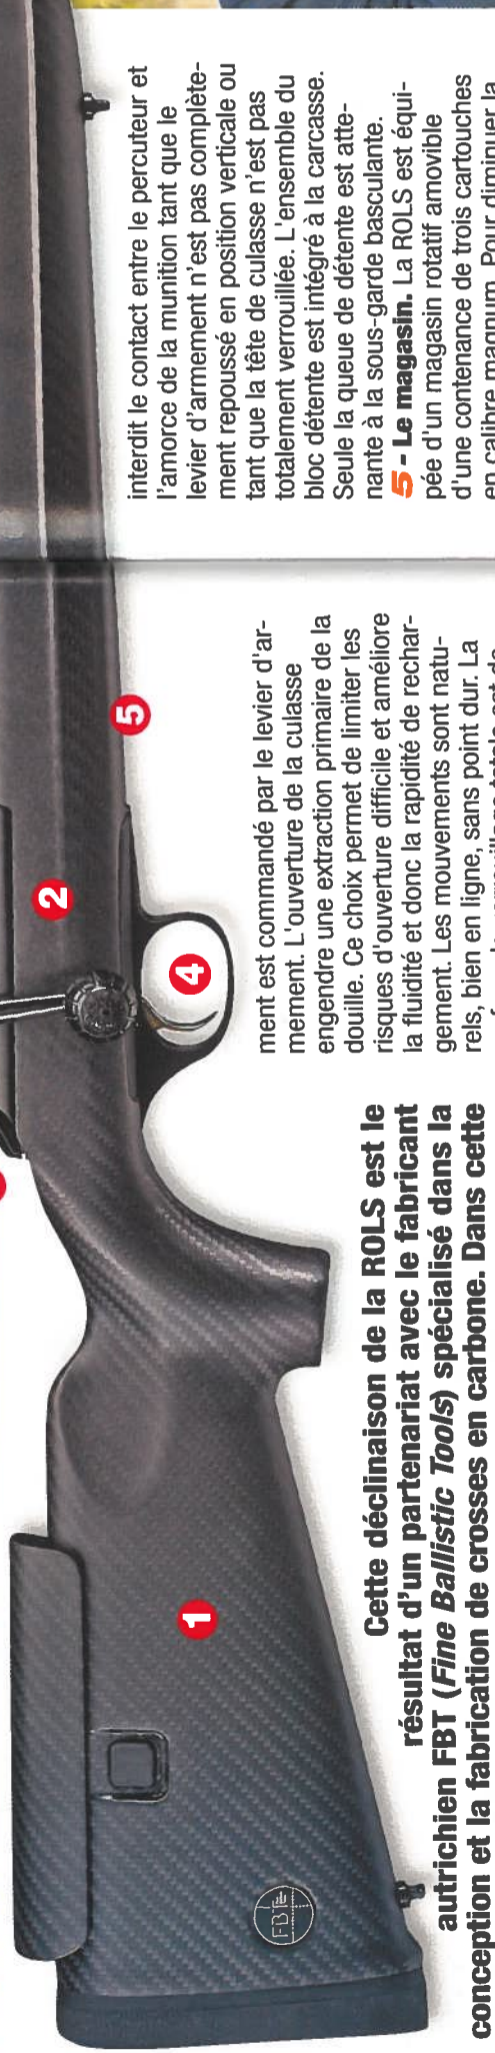 Cette déclinaison de la ROLS est le
résultat d'un partenariat avec le fabricant
autrichien FBT (Fine Ballistic Tools) spécialisé dans la
conception et la fabrication de crosses en carbone. Dans cette
ment est commandé par le levier d'ar-
mement. L'ouverture de la culasse
engendre une extraction primaire de la
douille. Ce choix permet de limiter les
risques d'ouverture difficile et améliore
la fluidité et donc la rapidité de rechar-
gement. Les mouvements sont natu-
rels, bien en ligne, sans point dur. La
interdit le contact entre le percuteur et
l'amorce de la munition tant que le
levier d'armement n'est pas complète-
ment repoussé en position verticale ou
tant que la tête de culasse n'est pas
totalement verrouillée. L'ensemble du
bloc détente est intégré à la carcasse.
Seule la queue de détente est atte-
nante à la sous-garde basculante.
5 - Le magasin. La ROLS est équi-
pée d'un magasin rotatif amovible
d'une contenance de trois cartouches
en calibre magnum. Pour diminuer la
1
2
4
5
FBT